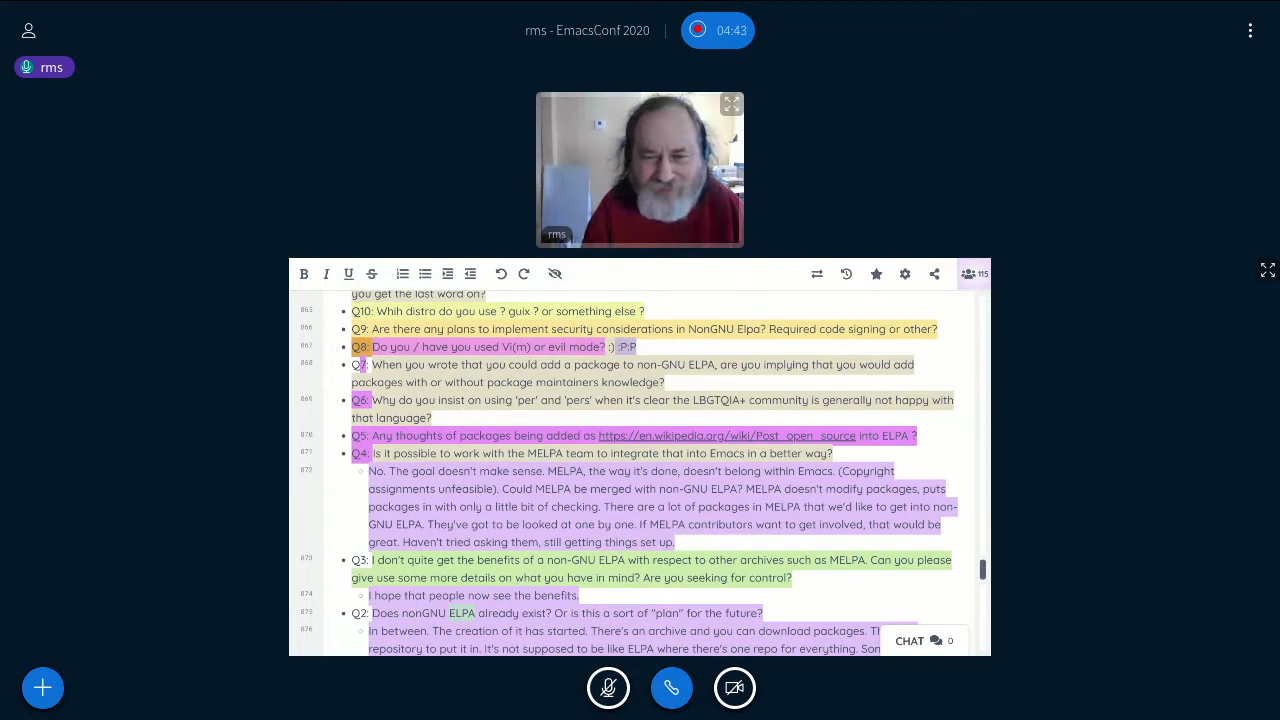 rms - EmacsConf 2020
04:43
rms
rms
115
you get the last word on?
865 Q10: Whih distro do you use ? guix ? or something else ?
866 Q9: Are there any plans to implement security considerations in NonGNU Elpa? Required code signing or other?
867 Q8: Do you / have you used Vi(m) or evil mode? :) :P:P
868 Q7: When you wrote that you could add a package to non-GNU ELPA, are you implying that you would add
packages with or without package maintainers knowledge?
869 Q6: Why do you insist on using 'per' and 'pers' when it's clear the LBGTQIA+ community is generally not happy with
that language?
870 Q5: Any thoughts of packages being added as https://en.wikipedia.org/wiki/Post_open_source into ELPA ?
871 Q4: Is it possible to work with the MELPA team to integrate that into Emacs in a better way?
872 No. The goal doesn't make sense. MELPA, the way it's done, doesn't belong within Emacs. (Copyright
assignments unfeasible). Could MELPA be merged with non-GNU ELPA? MELPA doesn't modify packages, puts
packages in with only a little bit of checking. There are a lot of packages in MELPA that we'd like to get into non-
GNU ELPA. They've got to be looked at one by one. If MELPA contributors want to get involved, that would be
great. Haven't tried asking them, still getting things set up.
873 Q3: I don't quite get the benefits of a non-GNU ELPA with respect to other archives such as MELPA. Can you please
give use some more details on what you have in mind? Are you seeking for control?
874 I hope that people now see the benefits.
875 Q2: Does nonGNU ELPA already exist? Or is this a sort of "plan" for the future?
876 In between. The creation of it has started. There's an archive and you can download packages.
repository to put it in. It's not supposed to be like ELPA where there's one repo for everything.
CHAT 0